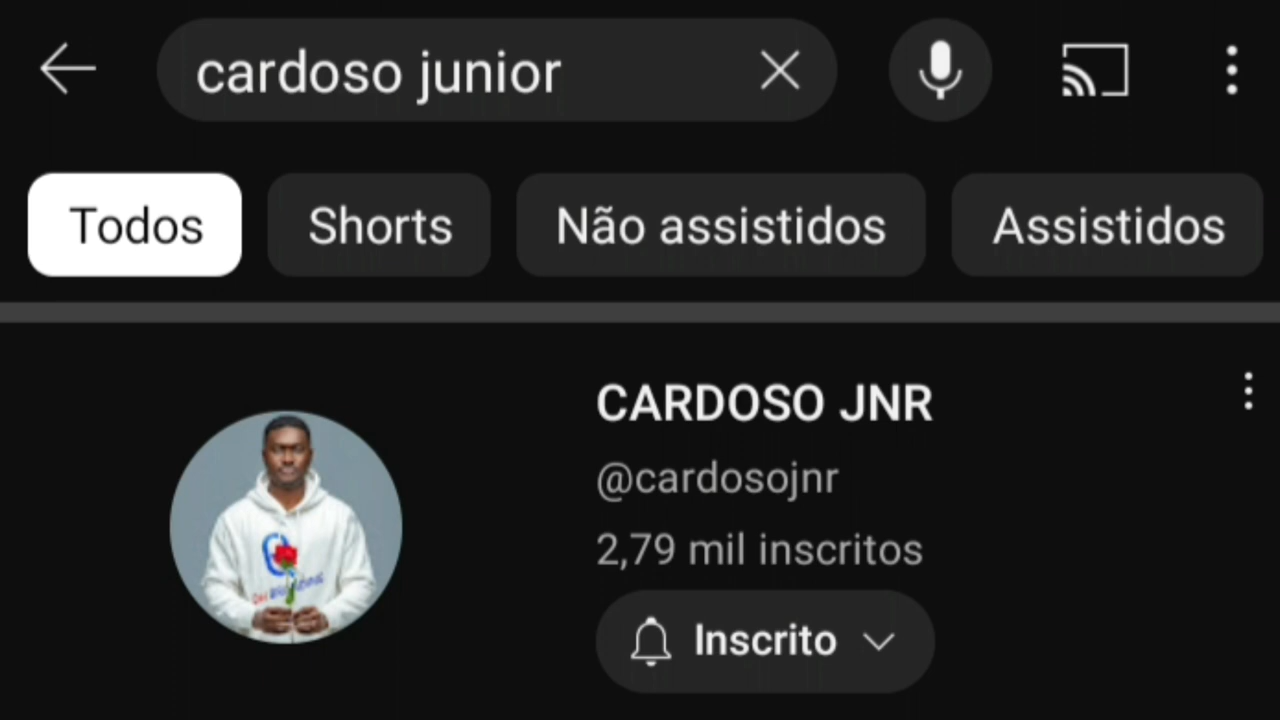 cardoso junior
Todos Shorts Não assistidos Assistidos
CARDOSO JNR
@cardosojnr
2,79 mil inscritos
Inscrito